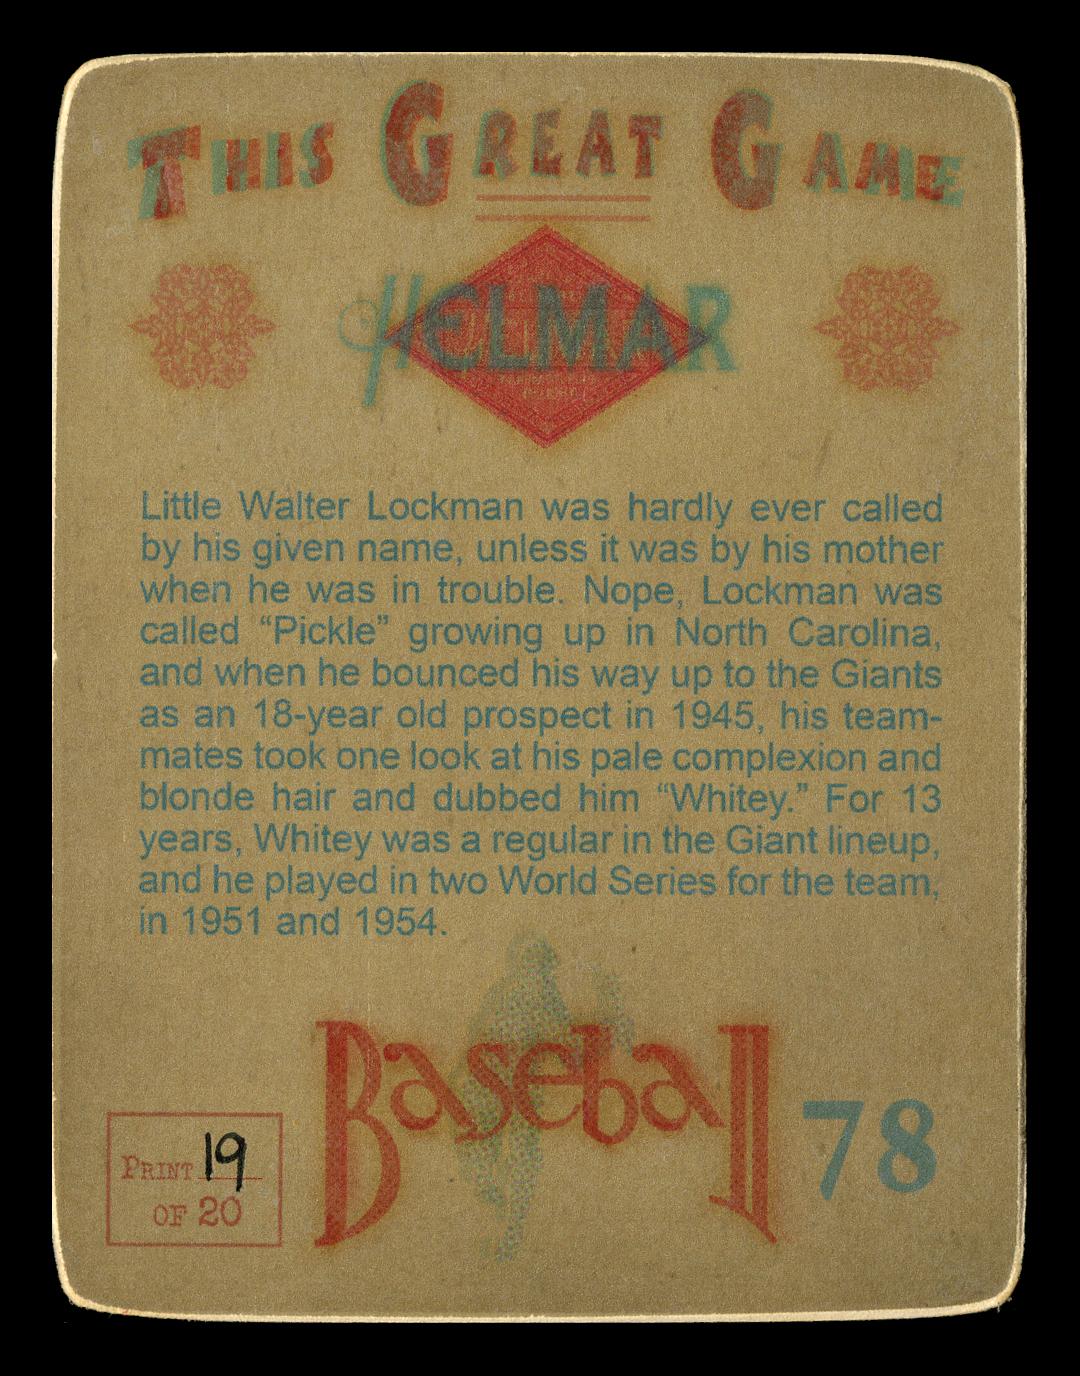 THIS GREAT GAME
HELMAR
Little Walter Lockman was hardly ever called
by his given name, unless it was by his mother
when he was in trouble. Nope, Lockman was
called “Pickle” growing up in North Carolina,
and when he bounced his way up to the Giants
as an 18-year old prospect in 1945, his team-
mates took one look at his pale complexion and
blonde hair and dubbed him “Whitey.” For 13
years, Whitey was a regular in the Giant lineup,
and he played in two World Series for the team,
in 1951 and 1954.
Baseball
78
PRINT 19
OF 20